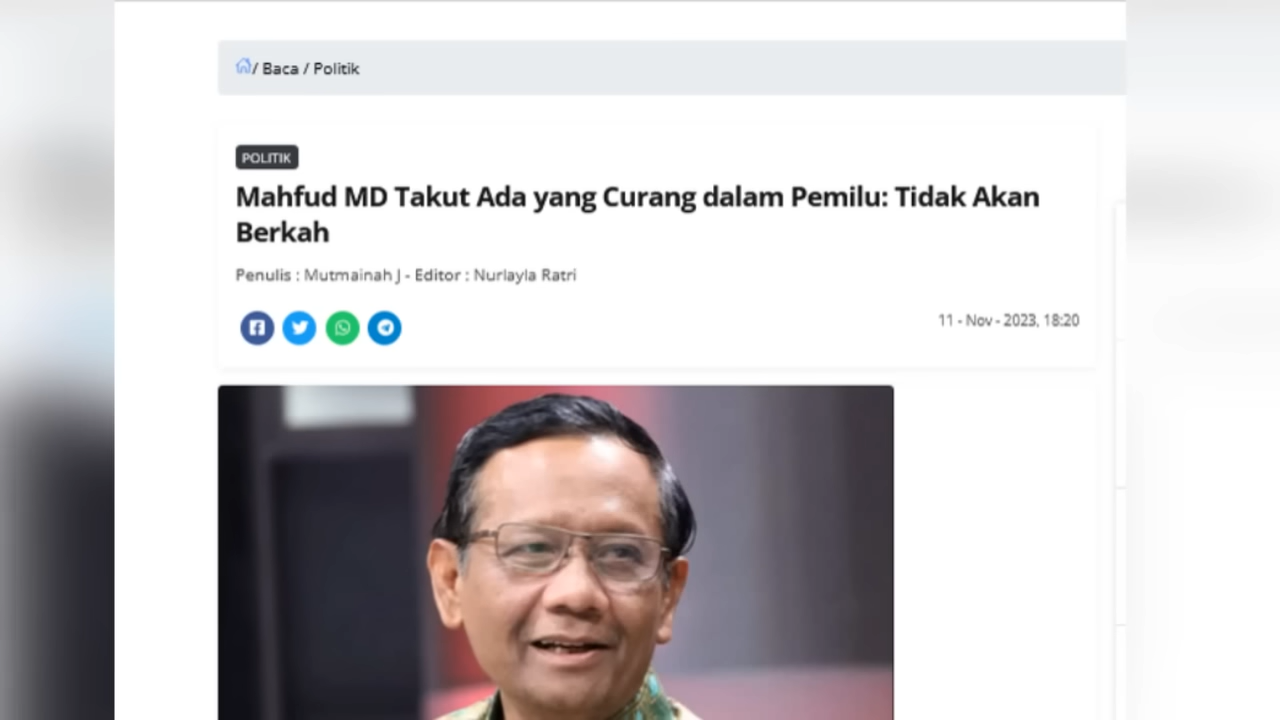 / Baca / Politik
POLITIK
Mahfud MD Takut Ada yang Curang dalam Pemilu: Tidak Akan
Berkah
Penulis : Mutmainah J - Editor : Nurlayla Ratri
11 - Nov - 2023, 18:20